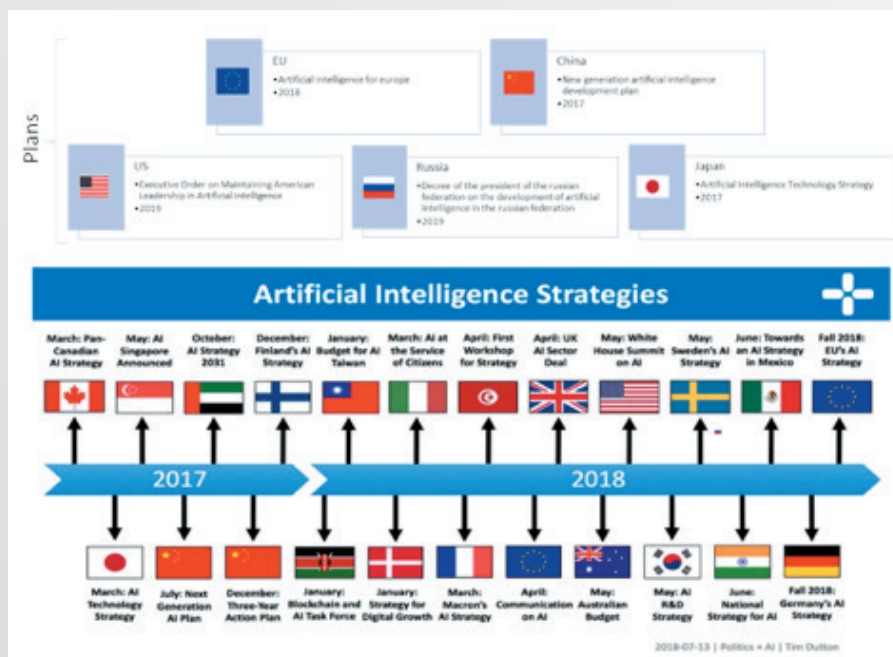 Plans
EU
•Artificial intelligence for europe
•2018
China
•New generation artificial intelligence
development plan
•2017
US
•Executive Order on Maintaining American
Leadership in Artificial intelligence
•2019
Russia
•Decree of the president of the russian
federation on the development of artificial
intelligence in the russian federation
•2019
Japan
•Artificial Intelligence Technology Strategy
•2017
Artificial Intelligence Strategies
March: Pan-
Canadian
AI Strategy
May: AI
Singapore
Announced
October:
AI Strategy
2031
December:
Finland's AI
Strategy
January:
Budget for AI
Taiwan
March: AI at
the Service
of Citizens
April: First
Workshop
for Strategy
April: UK
AI Sector
Deal
May: White
House Summit
on AI
May:
Sweden's AI
Strategy
June: Towards
an AI Strategy
in Mexico
Fall 2018:
EU's AI
Strategy
2017
2018
March: AI
Technology
Strategy
July: Next
Generation
AI Plan
December:
Three-Year
Action Plan
January:
Blockchain and
AI Task Force
January:
Strategy for
Digital Growth
March:
Macron's
AI Strategy
April:
Communication
on AI
May:
Australian
Budget
May: AI
R&D
Strategy
June:
National
Strategy for AI
Fall 2018:
Germany's AI
Strategy
2018-07-13 | Politics + AI | Tim Dutton